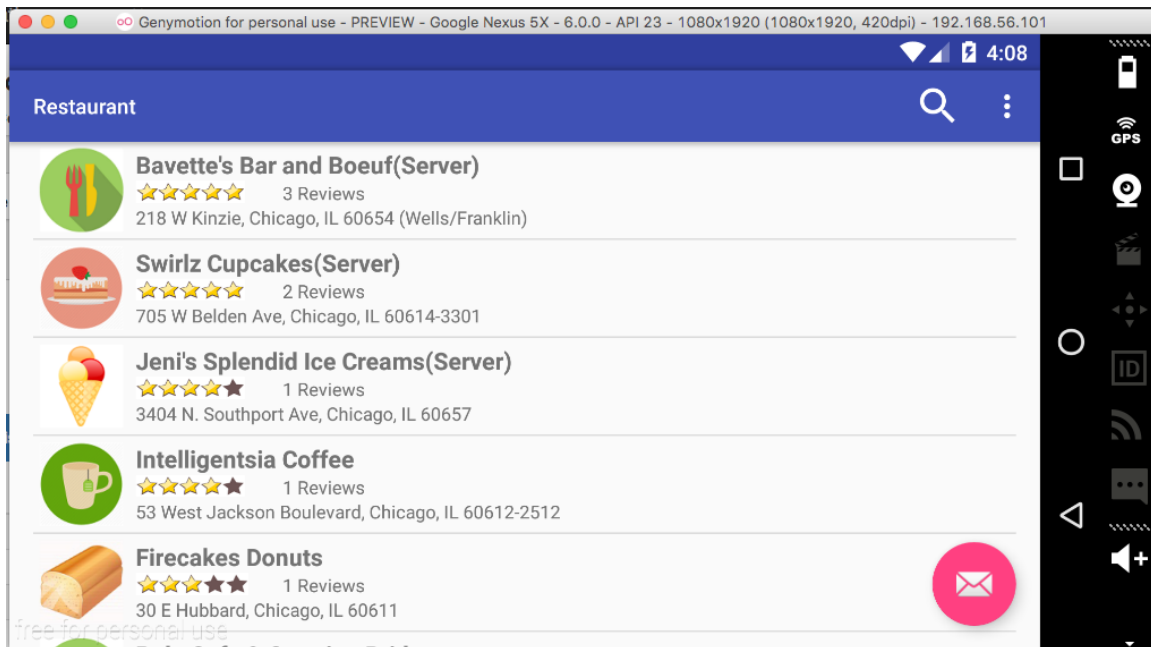 Genymotion for personal use - PREVIEW - Google Nexus 5X - 6.0.0 - API 23 - 1080x1920 (1080x1920, 420dpi) - 192.168.56.101
4:08
Restaurant
GPS
Bavette's Bar and Boeuf(Server)
3 Reviews
218 W Kinzie, Chicago, IL 60654 (Wells/Franklin)
Swirlz Cupcakes(Server)
2 Reviews
705 W Belden Ave, Chicago, IL 60614-3301
Jeni's Splendid Ice Creams(Server)
1 Reviews
3404 N. Southport Ave, Chicago, IL 60657
ID
Intelligentsia Coffee
1 Reviews
53 West Jackson Boulevard, Chicago, IL 60612-2512
Firecakes Donuts
1 Reviews
30 E Hubbard, Chicago, IL 60611
free for personal use